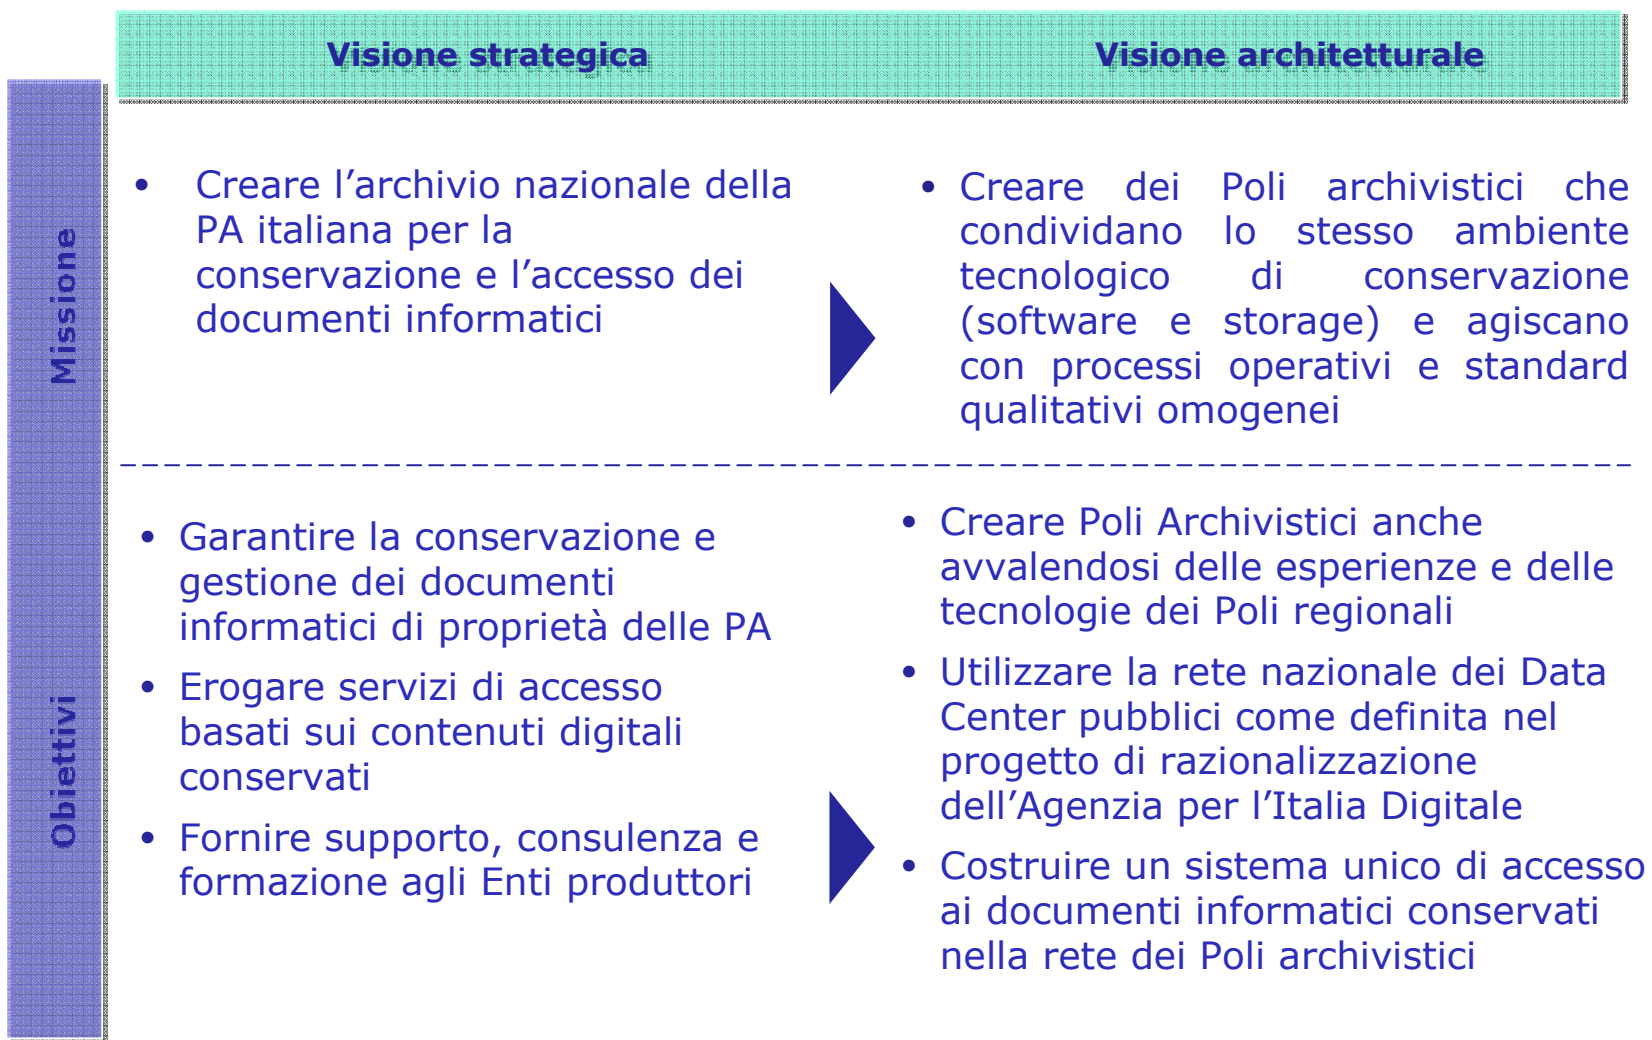 Visione strategica
Visione architetturale
Missione
• Creare l’archivio nazionale della
PA italiana per la
conservazione e l’accesso dei
documenti informatici
• Creare dei Poli archivistici che
condividano lo stesso ambiente
tecnologico di conservazione
(software e storage) e agiscano
con processi operativi e standard
qualitativi omogenei
Obiettivi
• Garantire la conservazione e
gestione dei documenti
informatici di proprietà delle PA
• Erogare servizi di accesso
basati sui contenuti digitali
conservati
• Fornire supporto, consulenza e
formazione agli Enti produttori
• Creare Poli Archivistici anche
avvalendosi delle esperienze e delle
tecnologie dei Poli regionali
• Utilizzare la rete nazionale dei Data
Center pubblici come definita nel
progetto di razionalizzazione
dell’Agenzia per l’Italia Digitale
• Costruire un sistema unico di accesso
ai documenti informatici conservati
nella rete dei Poli archivistici